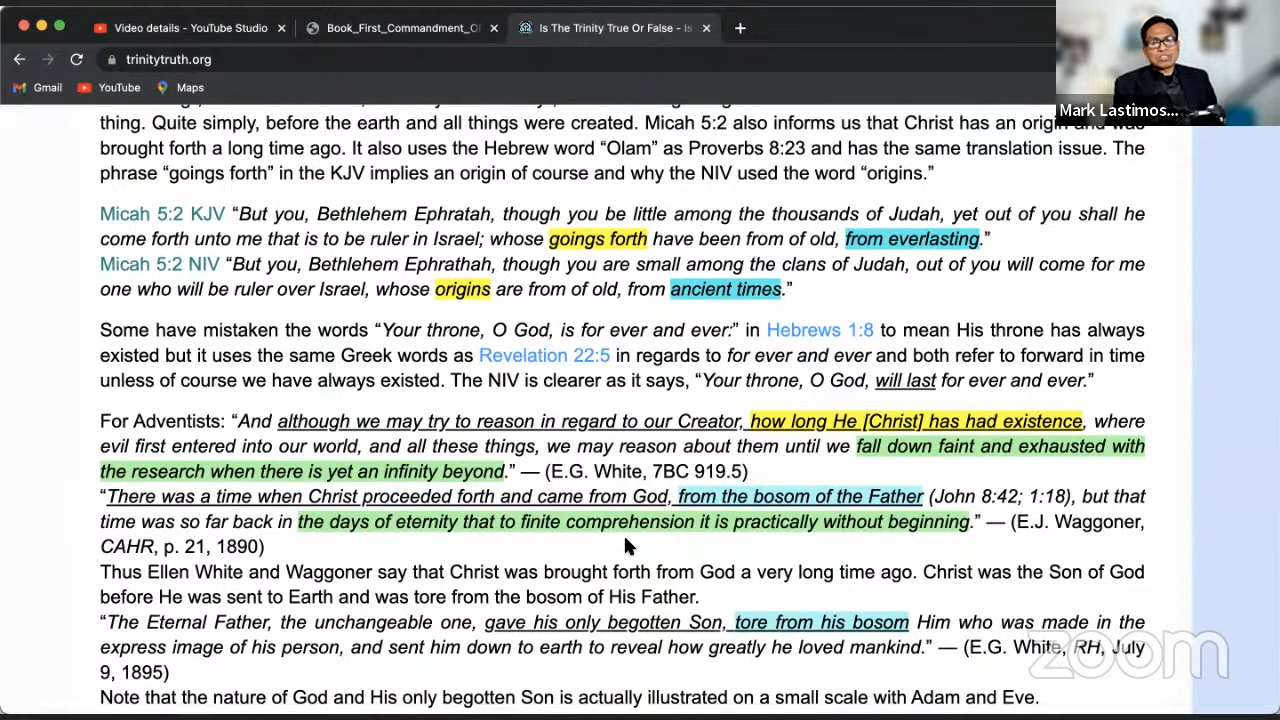 Video details - YouTube Studio
Book_First_Commandment_O
Is The Trinity True Or False - Is
trinitytruth.org
Gmail
YouTube
Maps
Mark Lastimos...
thing. Quite simply, before the earth and all things were created. Micah 5:2 also informs us that Christ has an origin and was
brought forth a long time ago. It also uses the Hebrew word “Olam” as Proverbs 8:23 and has the same translation issue. The
phrase “goings forth” in the KJV implies an origin of course and why the NIV used the word “origins.”
Micah 5:2 KJV “But you, Bethlehem Ephratah, though you be little among the thousands of Judah, yet out of you shall he
come forth unto me that is to be ruler in Israel; whose goings forth have been from of old, from everlasting.”
Micah 5:2 NIV “But you, Bethlehem Ephrathah, though you are small among the clans of Judah, out of you will come for me
one who will be ruler over Israel, whose origins are from of old, from ancient times.”
Some have mistaken the words “Your throne, O God, is for ever and ever:” in Hebrews 1:8 to mean His throne has always
existed but it uses the same Greek words as Revelation 22:5 in regards to for ever and ever and both refer to forward in time
unless of course we have always existed. The NIV is clearer as it says, “Your throne, O God, will last for ever and ever.”
For Adventists: “And although we may try to reason in regard to our Creator, how long He [Christ] has had existence, where
evil first entered into our world, and all these things, we may reason about them until we fall down faint and exhausted with
the research when there is yet an infinity beyond.” — (E.G. White, 7BC 919.5)
“There was a time when Christ proceeded forth and came from God, from the bosom of the Father (John 8:42; 1:18), but that
time was so far back in the days of eternity that to finite comprehension it is practically without beginning.” — (E.J. Waggoner,
CAHR, p. 21, 1890)
Thus Ellen White and Waggoner say that Christ was brought forth from God a very long time ago. Christ was the Son of God
before He was sent to Earth and was tore from the bosom of His Father.
“The Eternal Father, the unchangeable one, gave his only begotten Son, tore from his bosom Him who was made in the
express image of his person, and sent him down to earth to reveal how greatly he loved mankind.” — (E.G. White, RH, July
9, 1895)
zoom
Note that the nature of God and His only begotten Son is actually illustrated on a small scale with Adam and Eve.